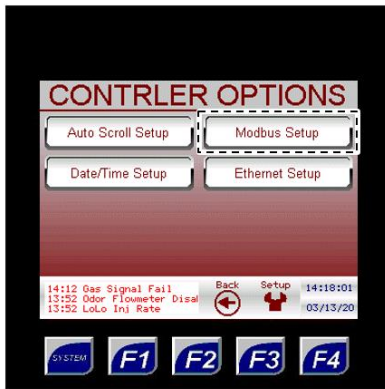 CONTRLER OPTIONS
Auto Scroll Setup
Modbus Setup
Date/Time Setup
Ethernet Setup
14:12 Gas Signal Fail
13:52 Odor Flowmeter Disal
13:52 LoLo Inj Rate
Back
Setup
14:18:01
03/13/20
SYSTEM
F1
F2
F3
F4